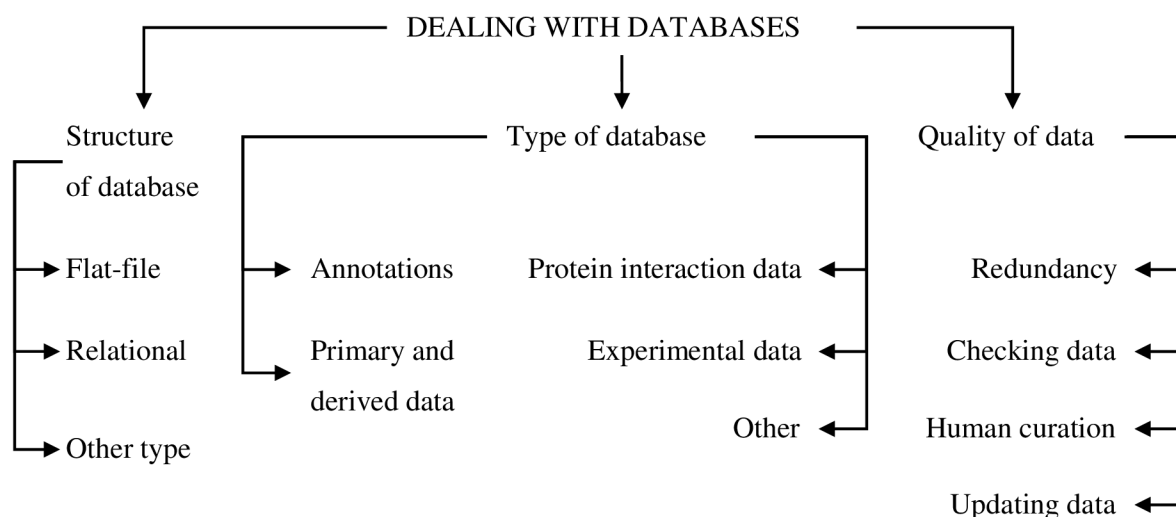 DEALING WITH DATABASES
Structure
of database
Flat-file
Relational
Other type
Type of database
Annotations
Primary and
derived data
Protein interaction data
Experimental data
Other
Quality of data
Redundancy
Checking data
Human curation
Updating data